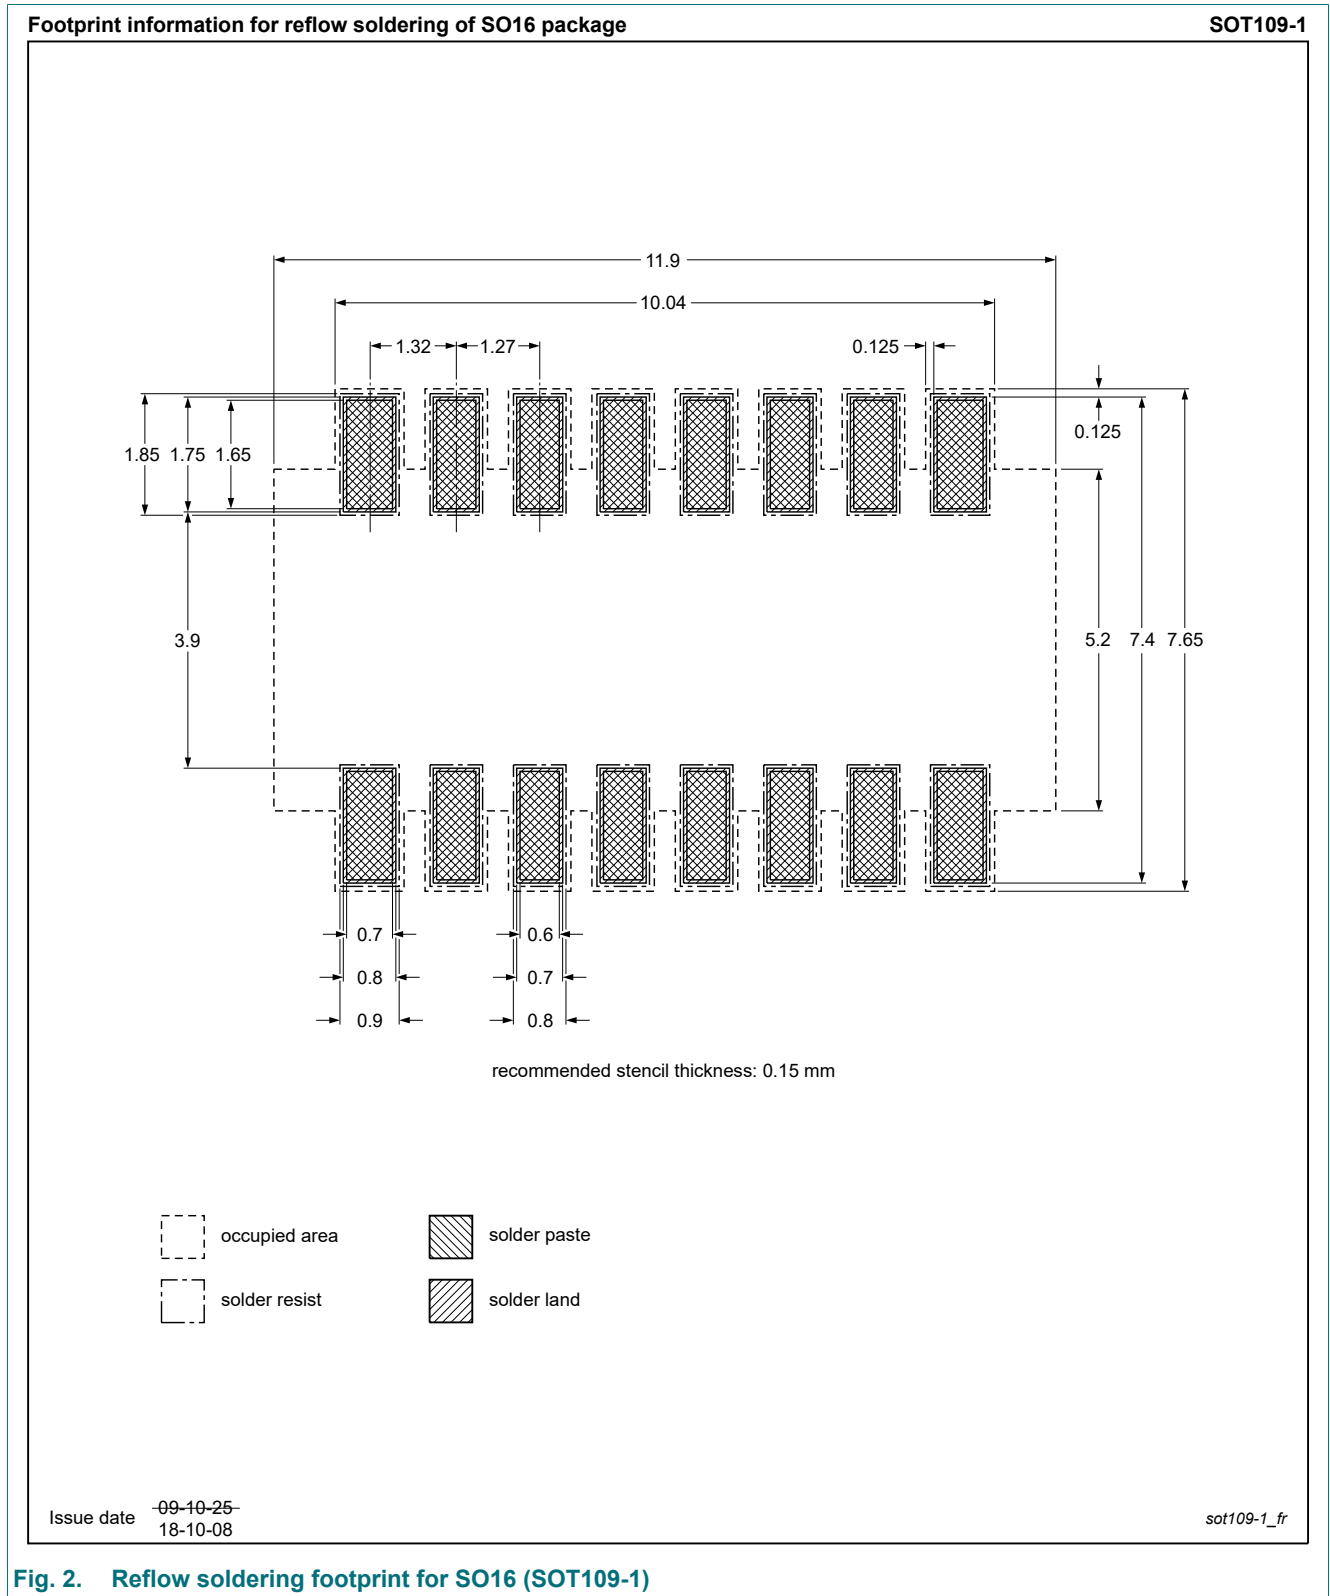 Footprint information for reflow soldering of SO16 package SOT109-1
11.9
10.04
1.32 1.27 0.125
0.125
1.85 1.75 1.65
3.9 5.2 7.4 7.65
0.7 0.6
0.8 0.7
0.9 0.8
recommended stencil thickness: 0.15 mm
occupied area solder paste
solder resist solder land
Issue date 09-10-25
18-10-08
sot109-1_fr
Fig. 2. Reflow soldering footprint for SO16 (SOT109-1)